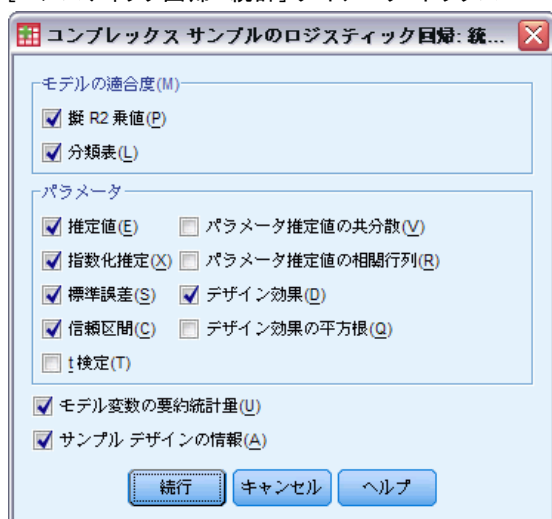 コンプレックス サンプルのロジスティック回帰: 統...
モデルの適合度(M)
擬 R2 乗値(P)
分類表(L)
パラメータ
推定値(E) パラメータ推定値の共分散(V)
指数化推定(X) パラメータ推定値の相関行列(R)
標準誤差(S) デザイン効果(D)
信頼区間(C) デザイン効果の平方根(Q)
t 検定(T)
モデル変数の要約統計量(U)
サンプル デザインの情報(A)
続行 キャンセル ヘルプ